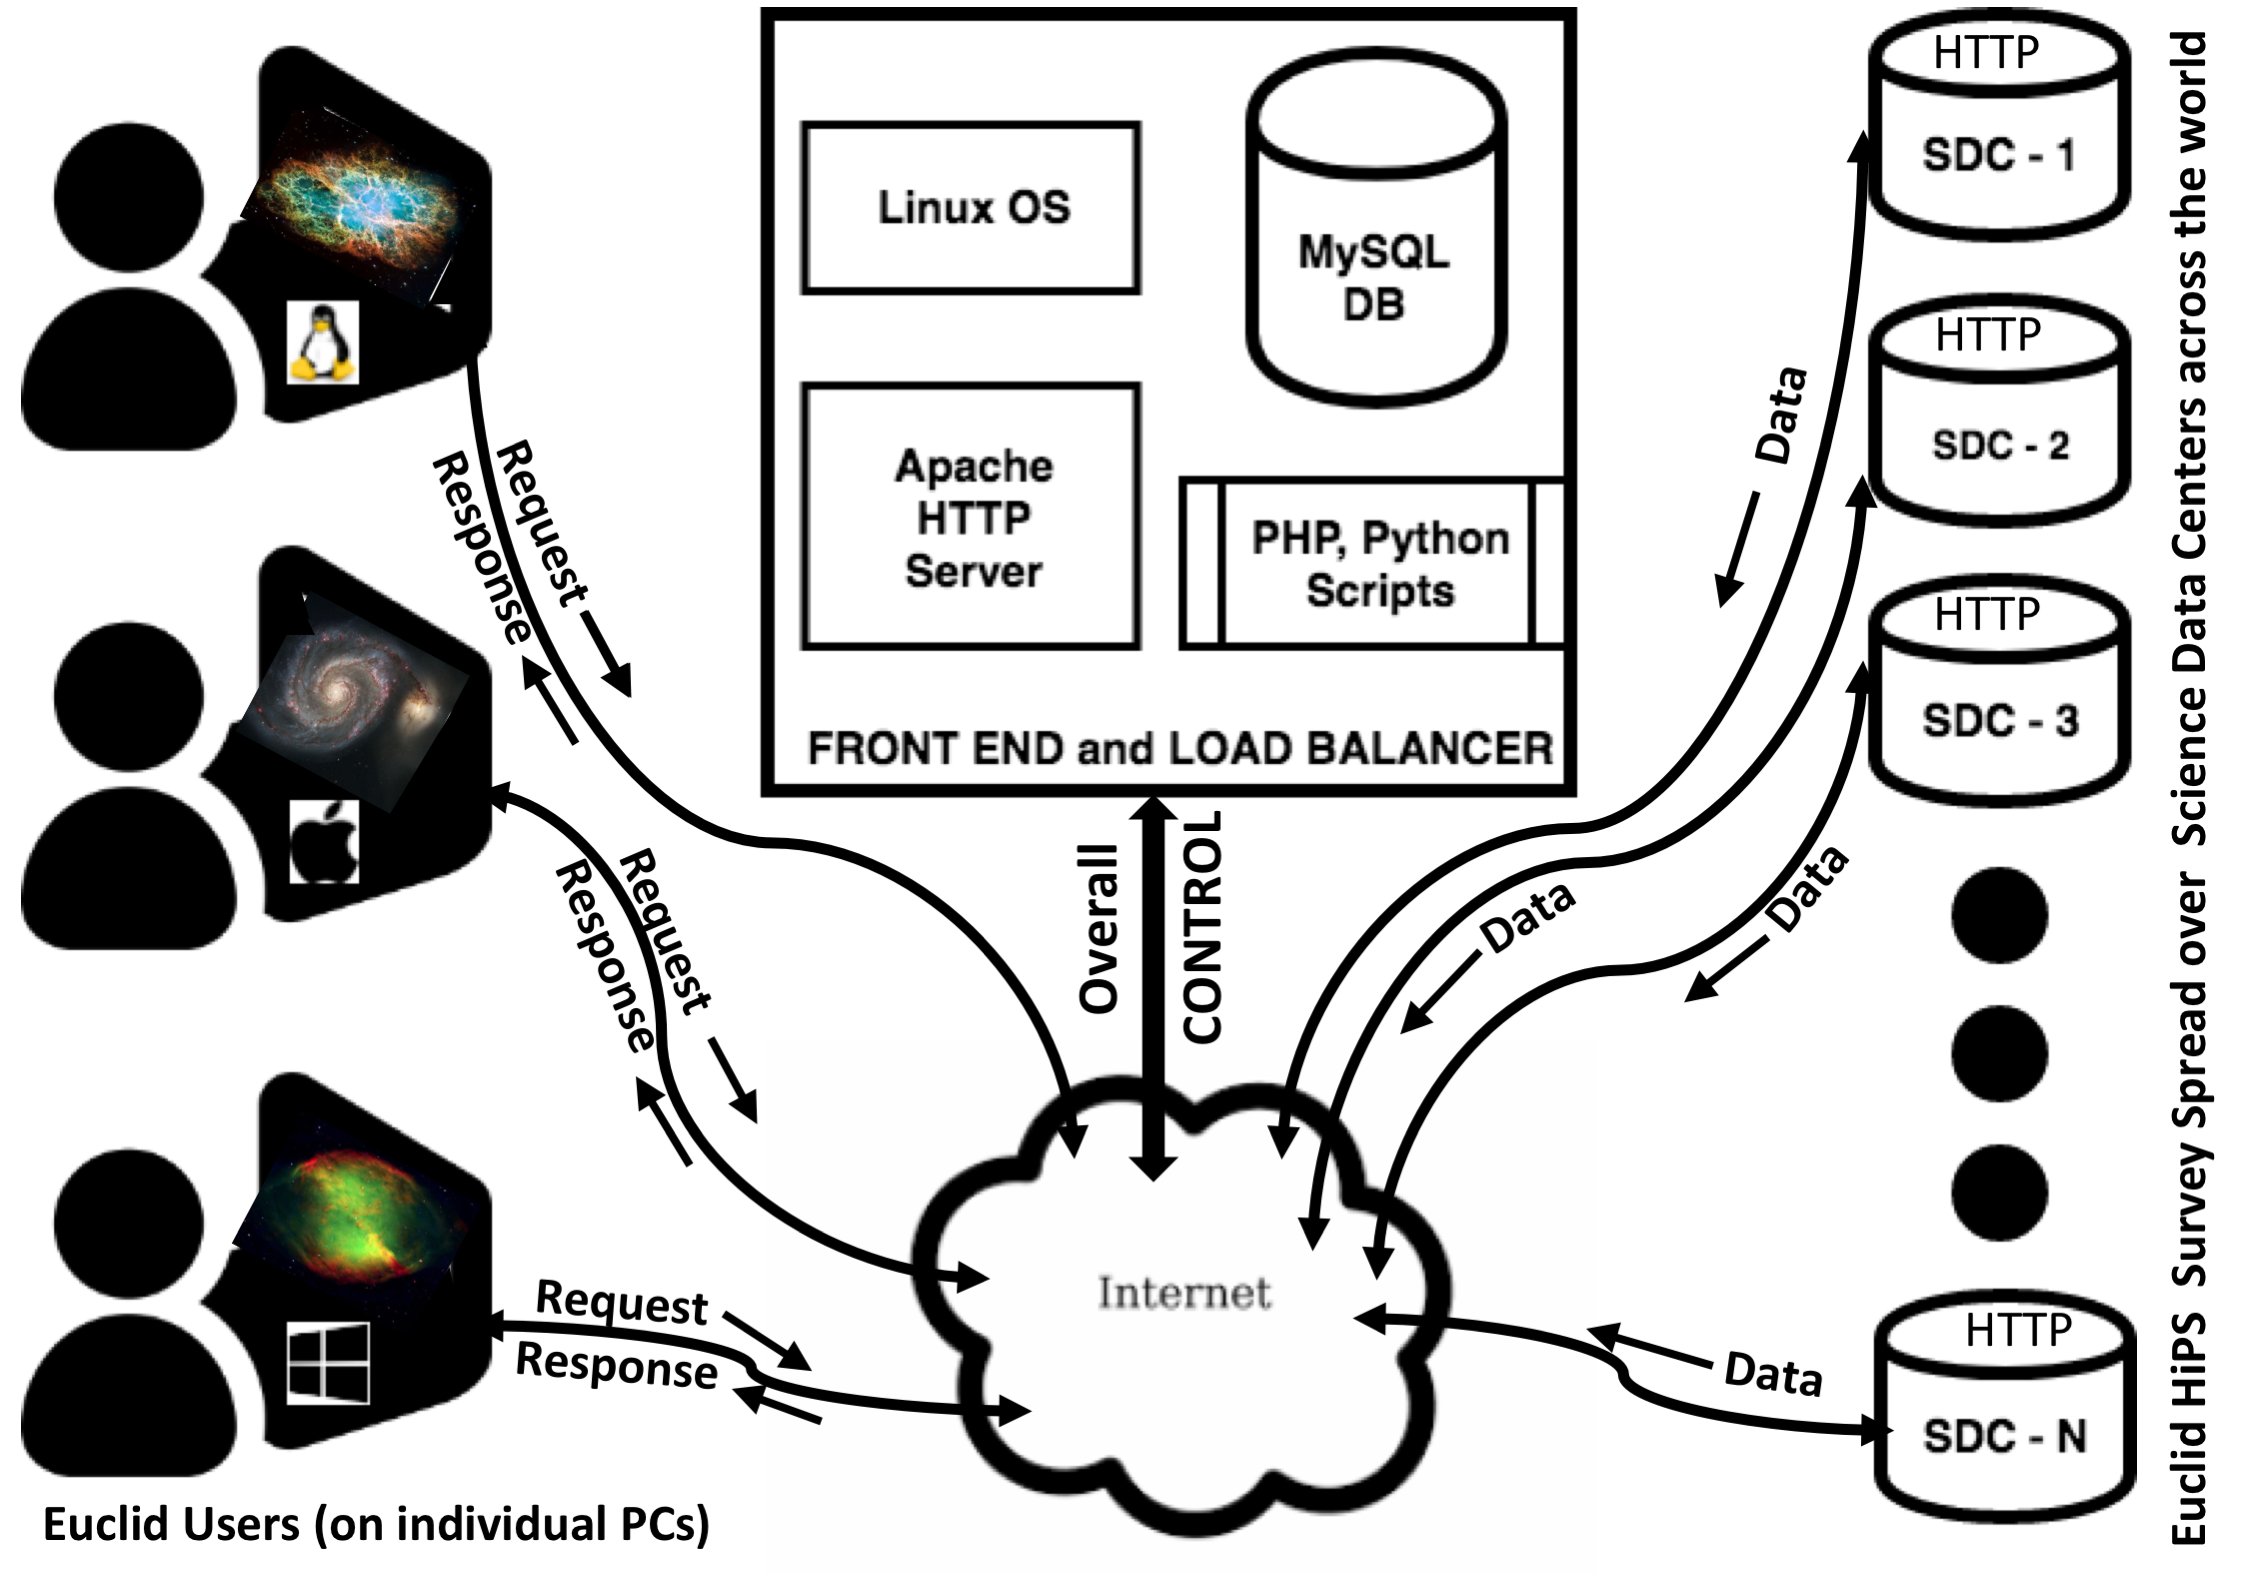 Linux OS
MySQL
DB
Apache
HTTP
Server
PHP, Python
Scripts
FRONT END and LOAD BALANCER
Overall
CONTROL
Internet
Request
Response
Request
Response
Request
Response
Euclid Users (on individual PCs)
Data
Data
Data
Data
HTTP
SDC - 1
HTTP
SDC - 2
HTTP
SDC - 3
HTTP
SDC - N
Euclid HiPS Survey Spread over Science Data Centers across the world